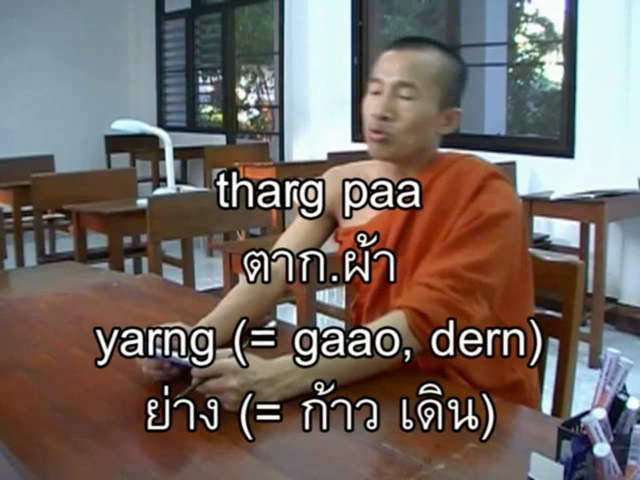 tharg paa
ตาก.ผ้า
yarng (= gaao, dern)
ย่าง (= ก้าว เดิน)